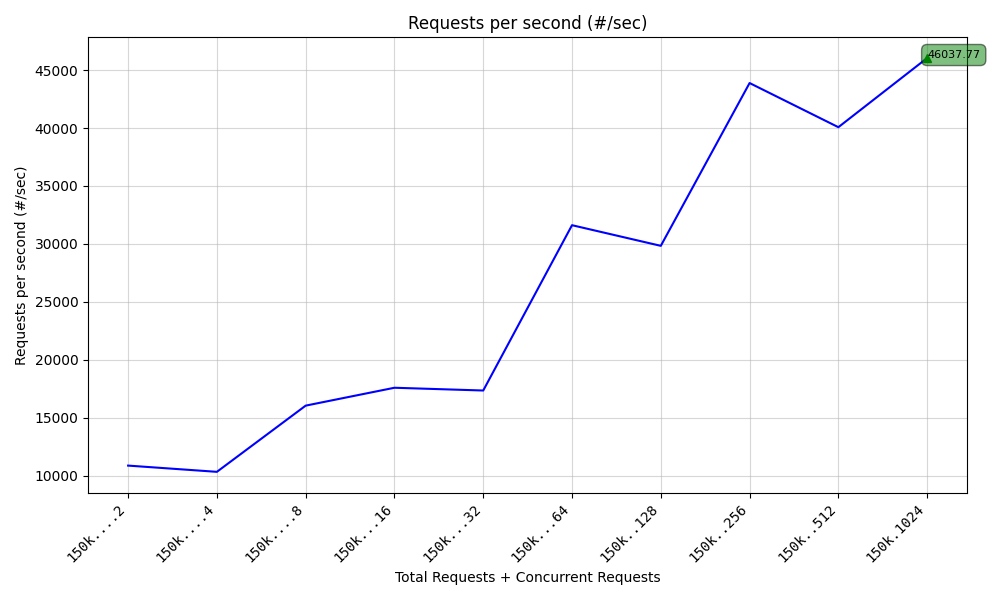 Requests per second (#/sec)
46037.77
45000
40000
35000
30000
25000
20000
15000
10000
Requests per second (#/sec)
150k....2
150k....4
150k....8
150k...16
150k...32
150k...64
150k..128
150k..256
150k..512
150k.1024
Total Requests + Concurrent Requests